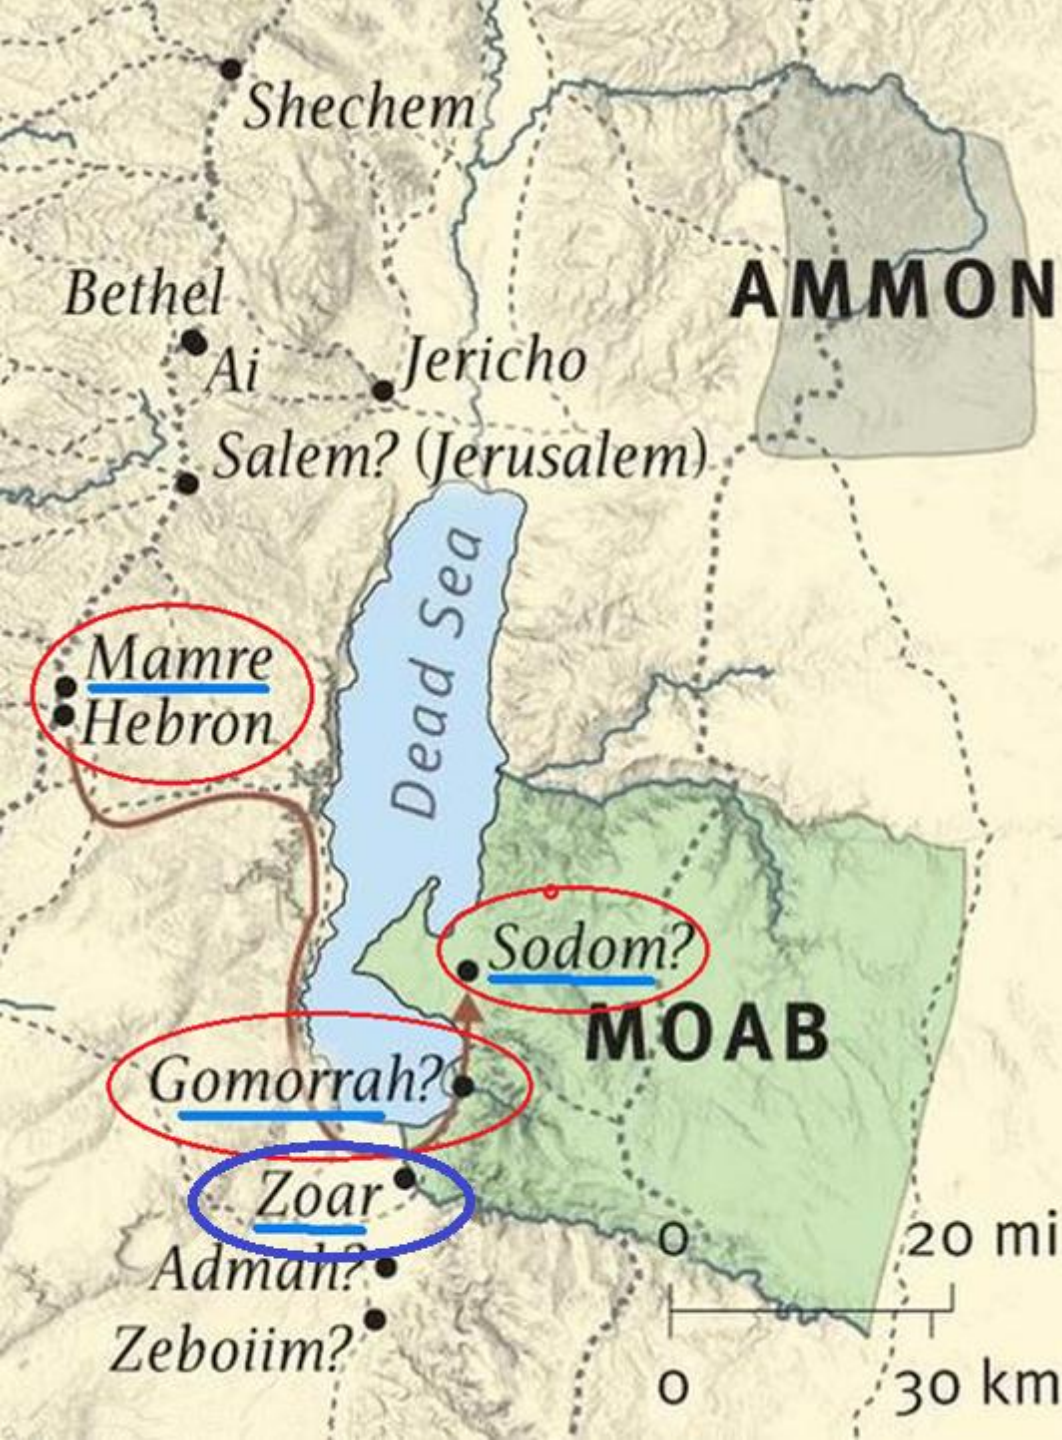 Shechem
Bethel
AMMON
Ai
Jericho
Salem? (Jerusalem)
Dead Sea
Mamre
Hebron
Sodom?
MOAB
Gomorrah?
Zoar
Admah?
Zeboiim?
0 20 mi
0 30 km